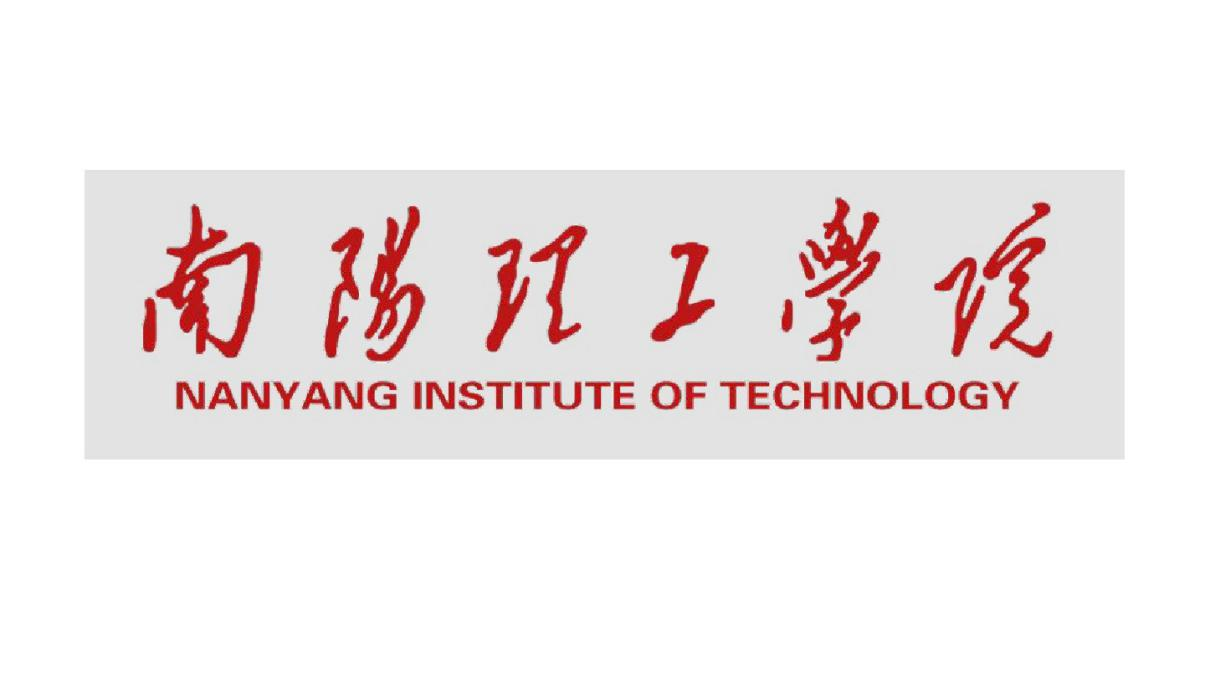 南陽理工學院
NANYANG INSTITUTE OF TECHNOLOGY